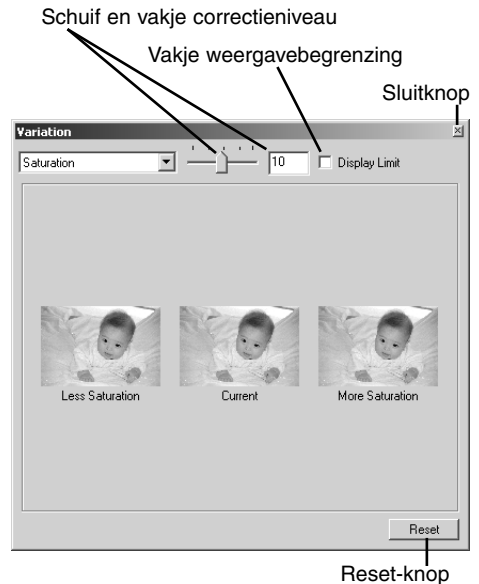 Schuif en vakje correctieniveau
Vakje weergavebegrenzing
Sluitknop
Variation
Saturation
10
Display Limit
Less Saturation
Current
More Saturation
Reset
Reset-knop